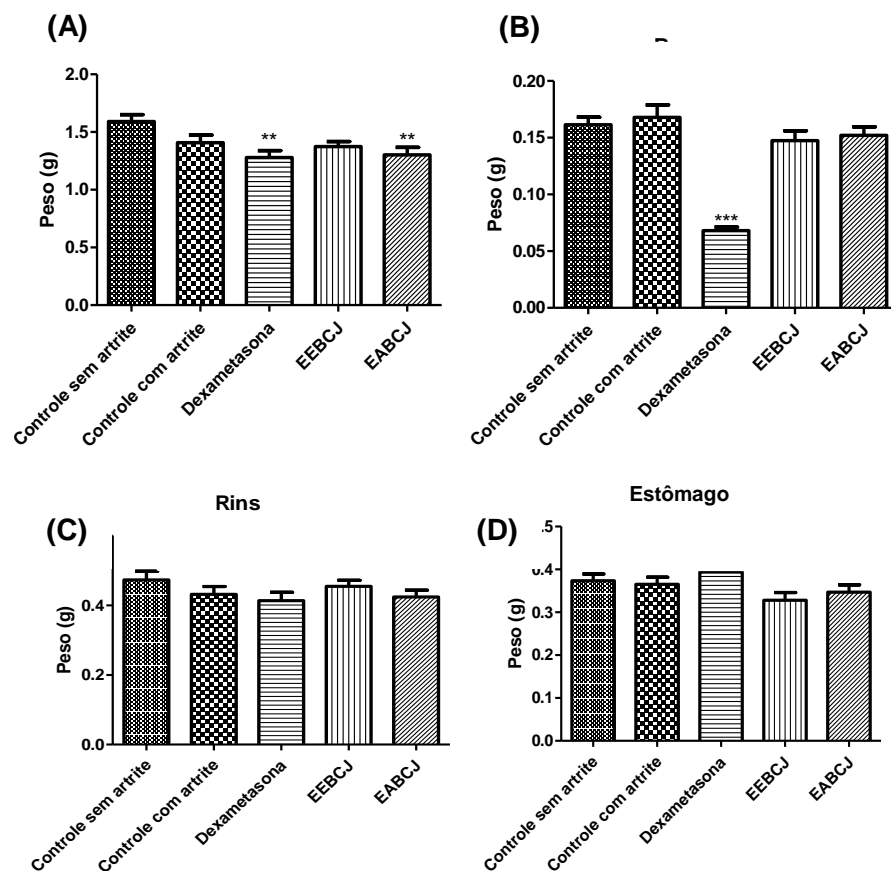 (A)
2.0
1.5
1.0
0.5
0.0
Peso (g)
**
**
Controle sem artrite
Controle com artrite
Dexametasona
EEBCJ
EABCJ
(B)
0.20
0.15
0.10
0.05
0.00
Peso (g)
***
Controle sem artrite
Controle com artrite
Dexametasona
EEBCJ
EABCJ
Rins
(C)
0.4
0.2
0.0
Peso (g)
Controle sem artrite
Controle com artrite
Dexametasona
EEBCJ
EABCJ
Estômago
(D)
0.4
0.3
0.2
0.1
0.0
Peso (g)
Controle sem artrite
Controle com artrite
Dexametasona
EEBCJ
EABCJ